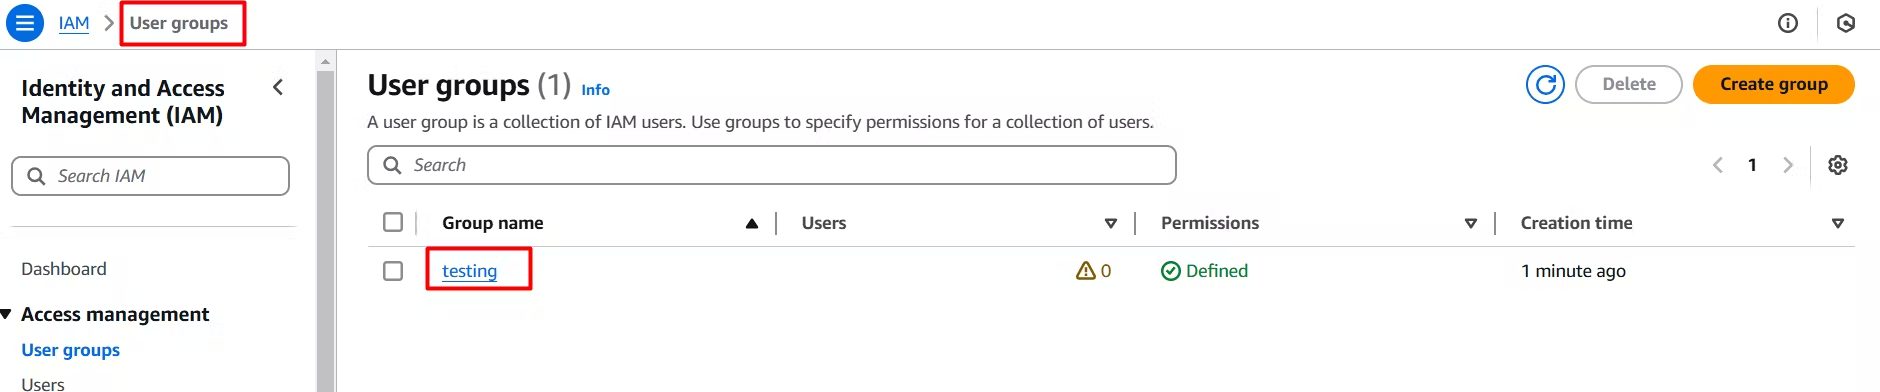 IAM > User groups
Identity and Access
Management (IAM)
Search IAM
Dashboard
Access management
User groups
Users
User groups (1) Info
Delete
Create group
A user group is a collection of IAM users. Use groups to specify permissions for a collection of users.
Search
1
Group name Users Permissions Creation time
testing 0 Defined 1 minute ago